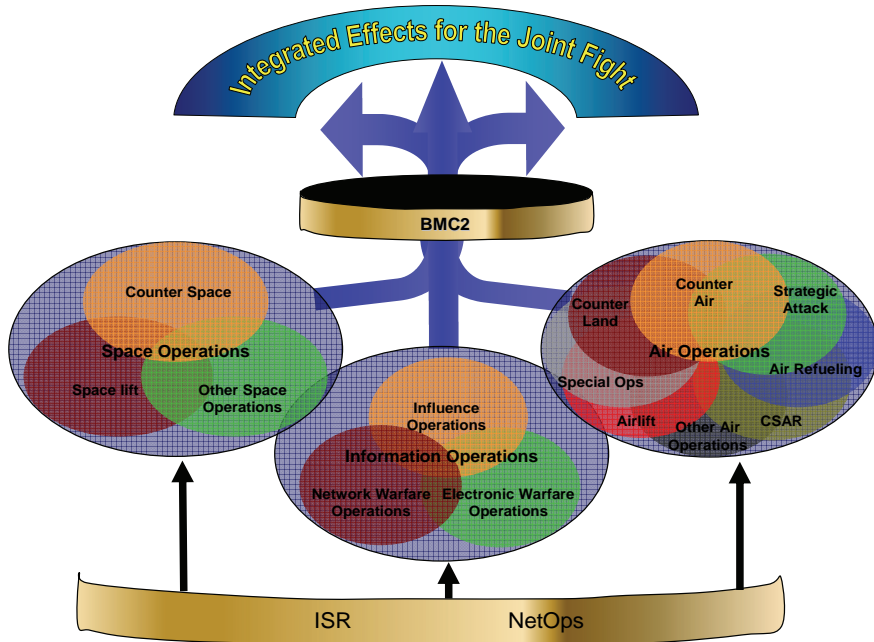 Integrated Effects for the Joint Fight
BMC2
Counter Space
Space Operations
Space lift
Other Space
Operations
Influence
Operations
Information Operations
Network Warfare
Operations
Electronic Warfare
Operations
Counter
Land
Counter
Air
Strategic
Attack
Air Operations
Air Refueling
Special Ops
Airlift
Other Air
Operations
CSAR
ISR
NetOps